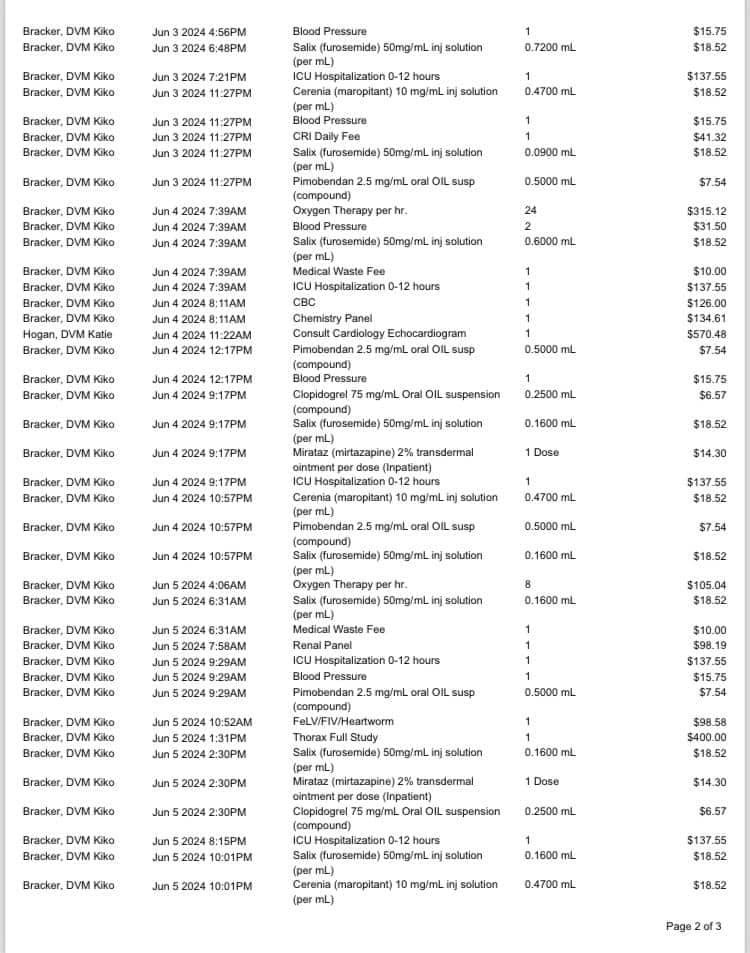 Bracker, DVM Kiko Jun 3 2024 4:56PM Blood Pressure 1 $15.75
Bracker, DVM Kiko Jun 3 2024 6:48PM Salix (furosemide) 50mg/mL inj solution 0.7200 mL $18.52
(per mL)
Bracker, DVM Kiko Jun 3 2024 7:21PM ICU Hospitalization 0-12 hours 1 $137.55
Bracker, DVM Kiko Jun 3 2024 11:27PM Cerenia (maropitant) 10 mg/mL inj solution 0.4700 mL $18.52
(per mL)
Bracker, DVM Kiko Jun 3 2024 11:27PM Blood Pressure 1 $15.75
Bracker, DVM Kiko Jun 3 2024 11:27PM CRI Daily Fee 1 $41.32
Bracker, DVM Kiko Jun 3 2024 11:27PM Salix (furosemide) 50mg/mL inj solution 0.0900 mL $18.52
(per mL)
Bracker, DVM Kiko Jun 3 2024 11:27PM Pimobendan 2.5 mg/mL oral OIL susp 0.5000 mL $7.54
(compound)
Bracker, DVM Kiko Jun 4 2024 7:39AM Oxygen Therapy per hr. 24 $315.12
Bracker, DVM Kiko Jun 4 2024 7:39AM Blood Pressure 2 $31.50
Bracker, DVM Kiko Jun 4 2024 7:39AM Salix (furosemide) 50mg/mL inj solution 0.6000 mL $18.52
(per mL)
Bracker, DVM Kiko Jun 4 2024 7:39AM Medical Waste Fee 1 $10.00
Bracker, DVM Kiko Jun 4 2024 7:39AM ICU Hospitalization 0-12 hours 1 $137.55
Bracker, DVM Kiko Jun 4 2024 8:11AM CBC 1 $126.00
Bracker, DVM Kiko Jun 4 2024 8:11AM Chemistry Panel 1 $134.61
Hogan, DVM Katie Jun 4 2024 11:22AM Consult Cardiology Echocardiogram 1 $570.48
Bracker, DVM Kiko Jun 4 2024 12:17PM Pimobendan 2.5 mg/mL oral OIL susp 0.5000 mL $7.54
(compound)
Bracker, DVM Kiko Jun 4 2024 12:17PM Blood Pressure 1 $15.75
Bracker, DVM Kiko Jun 4 2024 9:17PM Clopidogrel 75 mg/mL Oral OIL suspension 0.2500 mL $6.57
(compound)
Bracker, DVM Kiko Jun 4 2024 9:17PM Salix (furosemide) 50mg/mL inj solution 0.1600 mL $18.52
(per mL)
Bracker, DVM Kiko Jun 4 2024 9:17PM Mirataz (mirtazapine) 2% transdermal 1 Dose $14.30
ointment per dose (Inpatient)
Bracker, DVM Kiko Jun 4 2024 9:17PM ICU Hospitalization 0-12 hours 1 $137.55
Bracker, DVM Kiko Jun 4 2024 10:57PM Cerenia (maropitant) 10 mg/mL inj solution 0.4700 mL $18.52
(per mL)
Bracker, DVM Kiko Jun 4 2024 10:57PM Pimobendan 2.5 mg/mL oral OIL susp 0.5000 mL $7.54
(compound)
Bracker, DVM Kiko Jun 4 2024 10:57PM Salix (furosemide) 50mg/mL inj solution 0.1600 mL $18.52
(per mL)
Bracker, DVM Kiko Jun 5 2024 4:06AM Oxygen Therapy per hr. 8 $105.04
Bracker, DVM Kiko Jun 5 2024 6:31AM Salix (furosemide) 50mg/mL inj solution 0.1600 mL $18.52
(per mL)
Bracker, DVM Kiko Jun 5 2024 6:31AM Medical Waste Fee 1 $10.00
Bracker, DVM Kiko Jun 5 2024 7:58AM Renal Panel 1 $98.19
Bracker, DVM Kiko Jun 5 2024 9:29AM ICU Hospitalization 0-12 hours 1 $137.55
Bracker, DVM Kiko Jun 5 2024 9:29AM Blood Pressure 1 $15.75
Bracker, DVM Kiko Jun 5 2024 9:29AM Pimobendan 2.5 mg/mL oral OIL susp 0.5000 mL $7.54
(compound)
Bracker, DVM Kiko Jun 5 2024 10:52AM FeLV/FIV/Heartworm 1 $98.58
Bracker, DVM Kiko Jun 5 2024 1:31PM Thorax Full Study 1 $400.00
Bracker, DVM Kiko Jun 5 2024 2:30PM Salix (furosemide) 50mg/mL inj solution 0.1600 mL $18.52
(per mL)
Bracker, DVM Kiko Jun 5 2024 2:30PM Mirataz (mirtazapine) 2% transdermal 1 Dose $14.30
ointment per dose (Inpatient)
Bracker, DVM Kiko Jun 5 2024 2:30PM Clopidogrel 75 mg/mL Oral OIL suspension 0.2500 mL $6.57
(compound)
Bracker, DVM Kiko Jun 5 2024 8:15PM ICU Hospitalization 0-12 hours 1 $137.55
Bracker, DVM Kiko Jun 5 2024 10:01PM Salix (furosemide) 50mg/mL inj solution 0.1600 mL $18.52
(per mL)
Bracker, DVM Kiko Jun 5 2024 10:01PM Cerenia (maropitant) 10 mg/mL inj solution 0.4700 mL $18.52
(per mL)
Page 2 of 3